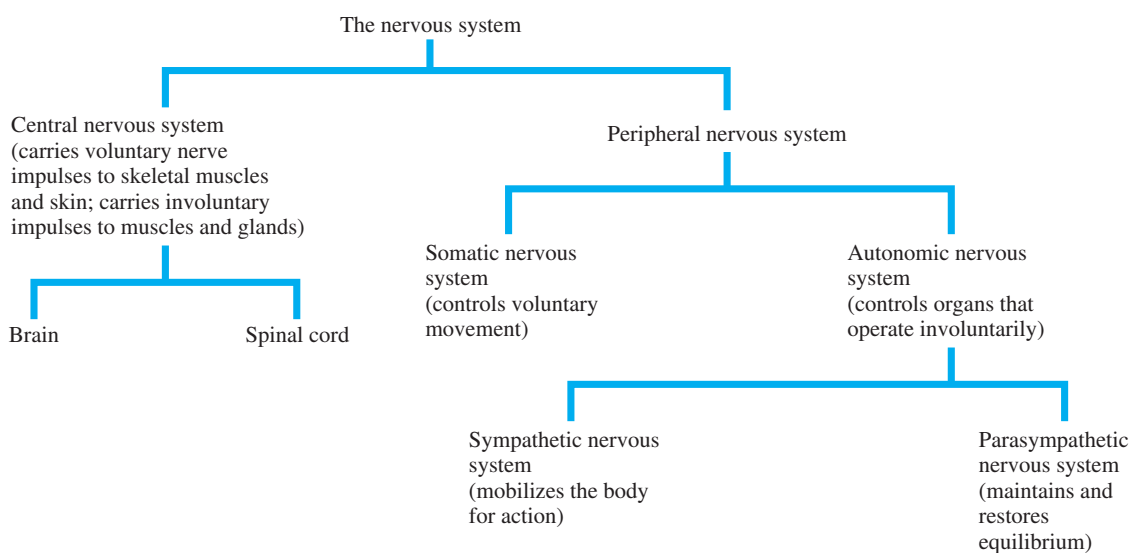 The nervous system
Central nervous system
(carries voluntary nerve
impulses to skeletal muscles
and skin; carries involuntary
impulses to muscles and glands)
Peripheral nervous system
Brain
Spinal cord
Somatic nervous
system
(controls voluntary
movement)
Autonomic nervous
system
(controls organs that
operate involuntarily)
Sympathetic nervous
system
(mobilizes the body
for action)
Parasympathetic
nervous system
(maintains and
restores
equilibrium)